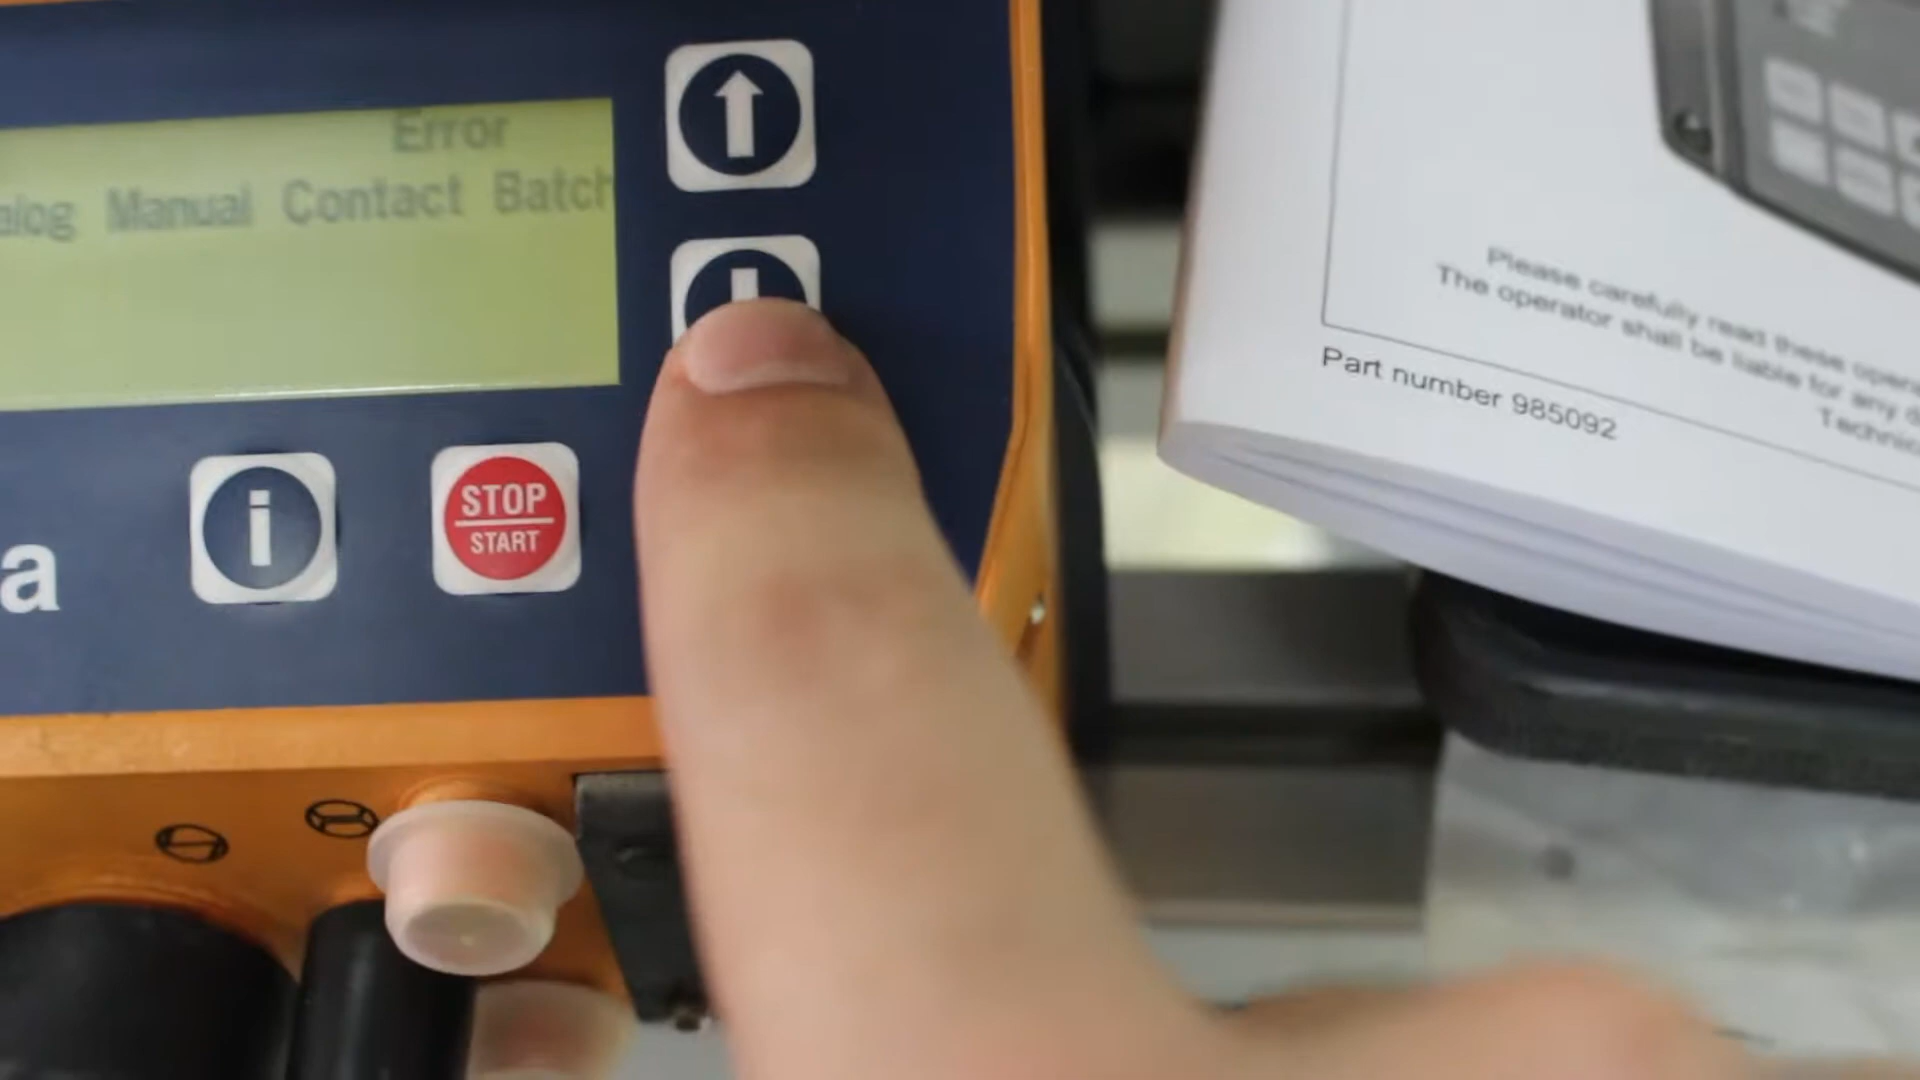 Error
alog Manual Contact Batch
i
STOP
START
a
Please carefully read these opera
The operator shall be liable for any d
Technic
Part number 985092